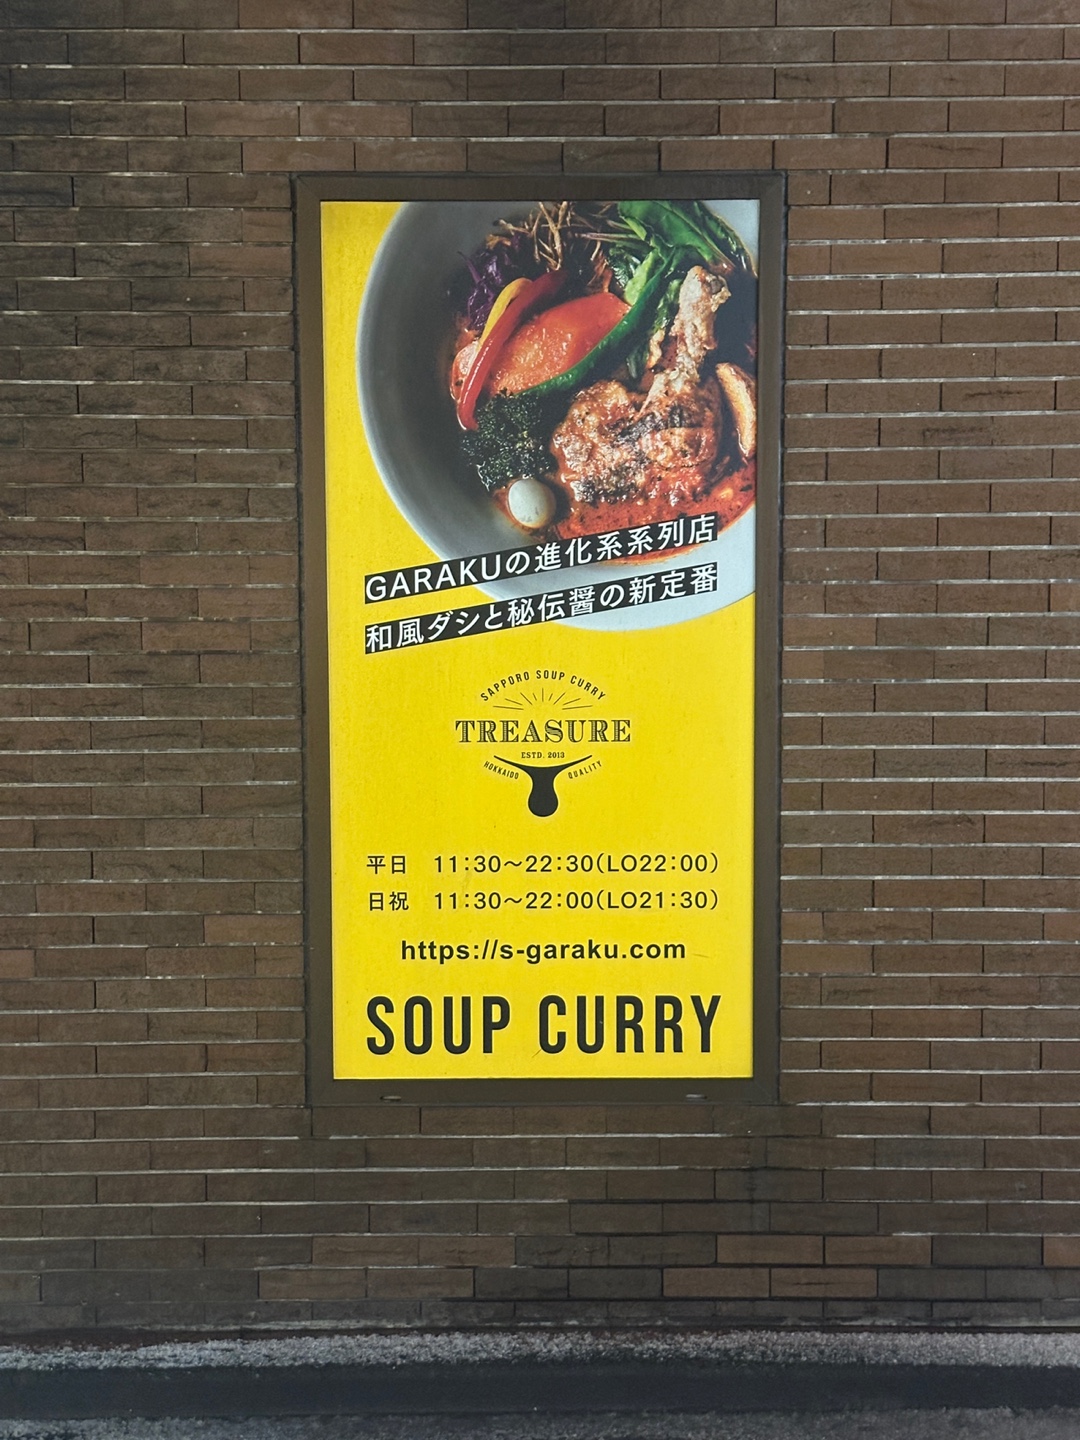 GARAKUの進化系系列店
和風ダシと秘伝醤の新定番
SAPPORO SOUP CURRY
TREASURE
ESTD. 2013
HOKKAIDO QUALITY
平日 11:30〜22:30(LO22:00)
日祝 11:30〜22:00(LO21:30)
https://s-garaku.com
SOUP CURRY